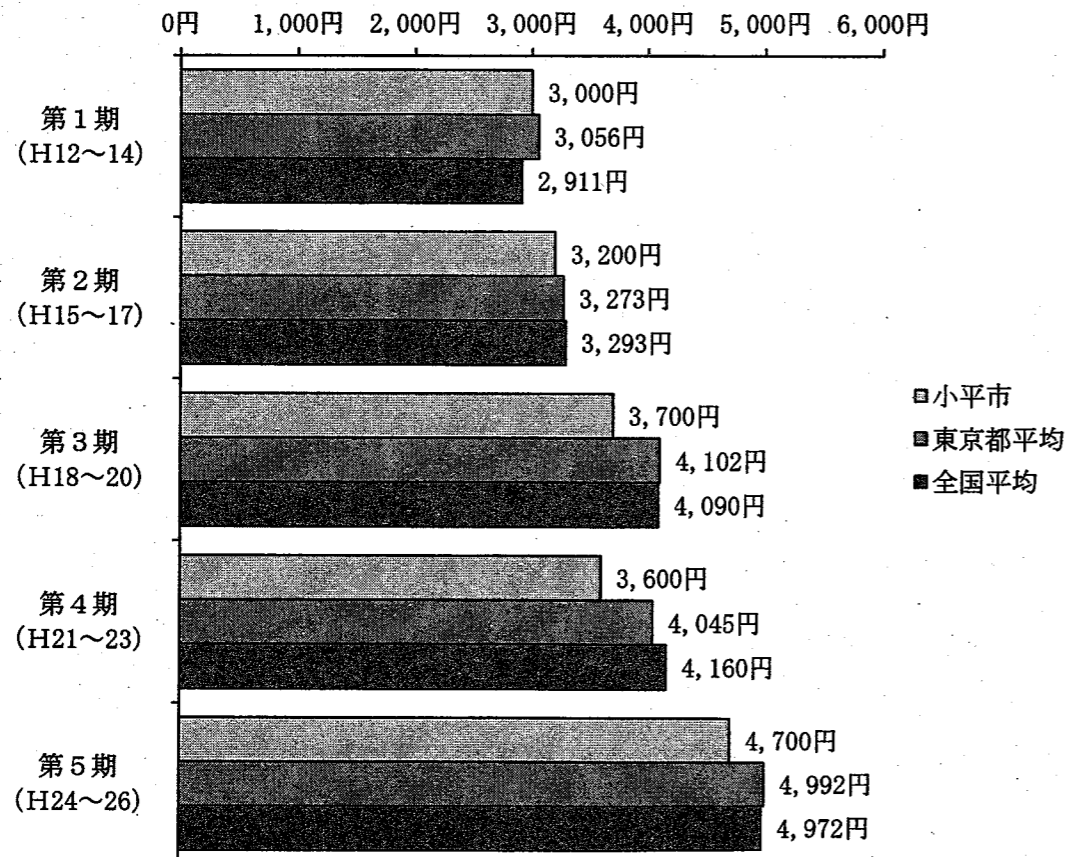 0円 1,000円 2,000円 3,000円 4,000円 5,000円 6,000円
第1期
(H12～14)
3,000円
3,056円
2,911円
第2期
(H15～17)
3,200円
3,273円
3,293円
第3期
(H18～20)
3,700円
4,102円
4,090円
第4期
(H21～23)
3,600円
4,045円
4,160円
第5期
(H24～26)
4,700円
4,992円
4,972円
小平市
東京都平均
全国平均